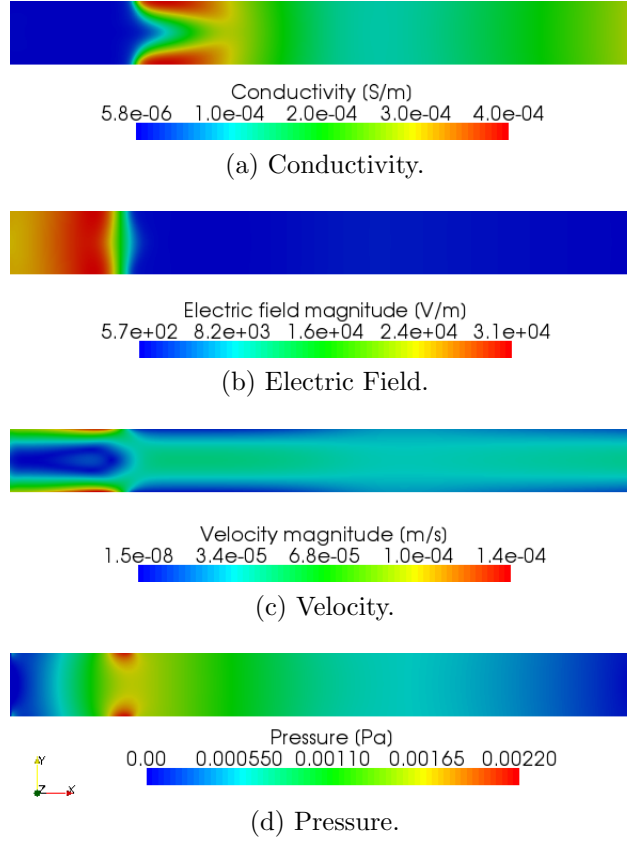 Conductivity (S/m)
5.8e-06 1.0e-04 2.0e-04 3.0e-04 4.0e-04
(a) Conductivity.
Electric field magnitude (V/m)
5.7e+02 8.2e+03 1.6e+04 2.4e+04 3.1e+04
(b) Electric Field.
Velocity magnitude (m/s)
1.5e-08 3.4e-05 6.8e-05 1.0e-04 1.4e-04
(c) Velocity.
Pressure (Pa)
0.00 0.000550 0.00110 0.00165 0.00220
Y
Z X
(d) Pressure.